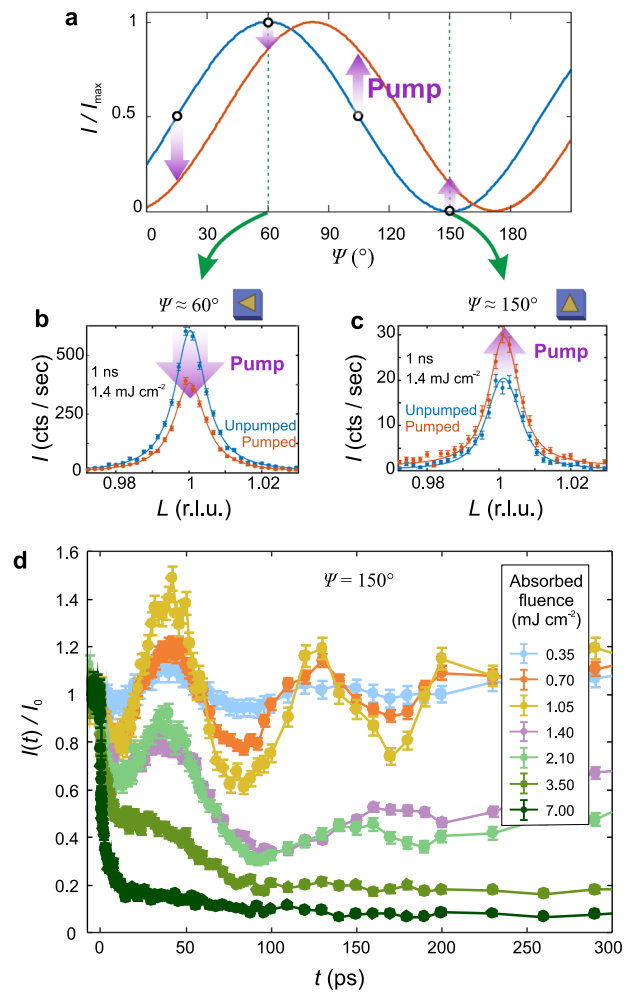 a
I / Imax
1
0.5
0
Pump
0 30 60 90 120 150 180
Ψ (°)
Ψ ≈ 60°
Ψ ≈ 150°
b
I (cts / sec)
500
250
0
1 ns
1.4 mJ cm-2
Pump
Unpumped
Pumped
0.98 1 1.02
L (r.l.u.)
c
I (cts / sec)
30
20
10
0
1 ns
1.4 mJ cm-2
Pump
Unpumped
Pumped
0.98 1 1.02
L (r.l.u.)
d
I(t) / I0
1.6
1.4
1.2
1
0.8
0.6
0.4
0.2
0
Ψ = 150°
Absorbed
fluence
(mJ cm-2)
0.35
0.70
1.05
1.40
2.10
3.50
7.00
0 50 100 150 200 250 300
t (ps)